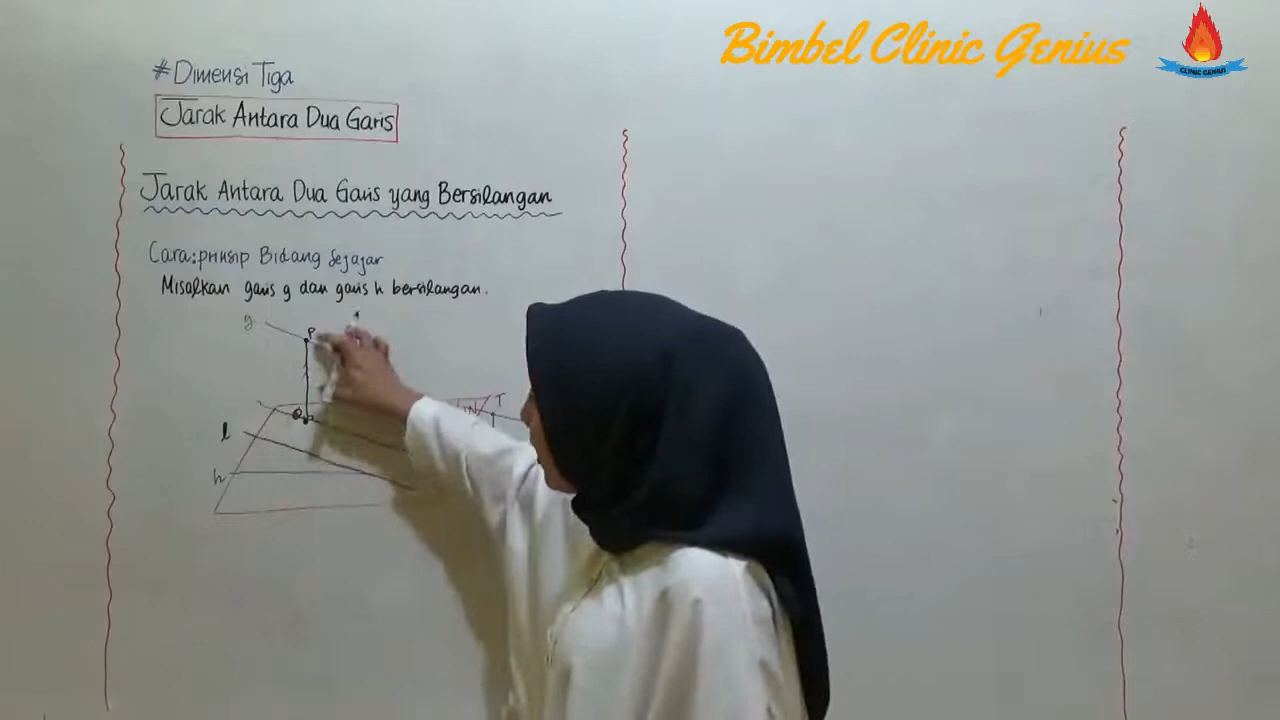 Bimbel Clinic Genius
CLINIC GENIUS
#Dimensi Tiga
Jarak Antara Dua Garis
Jarak Antara Dua Garis yang Bersilangan
Cara: prinsip Bidang Sejajar
Misalkan garis g dan garis h bersilangan.
g
P
Q
T
l
h